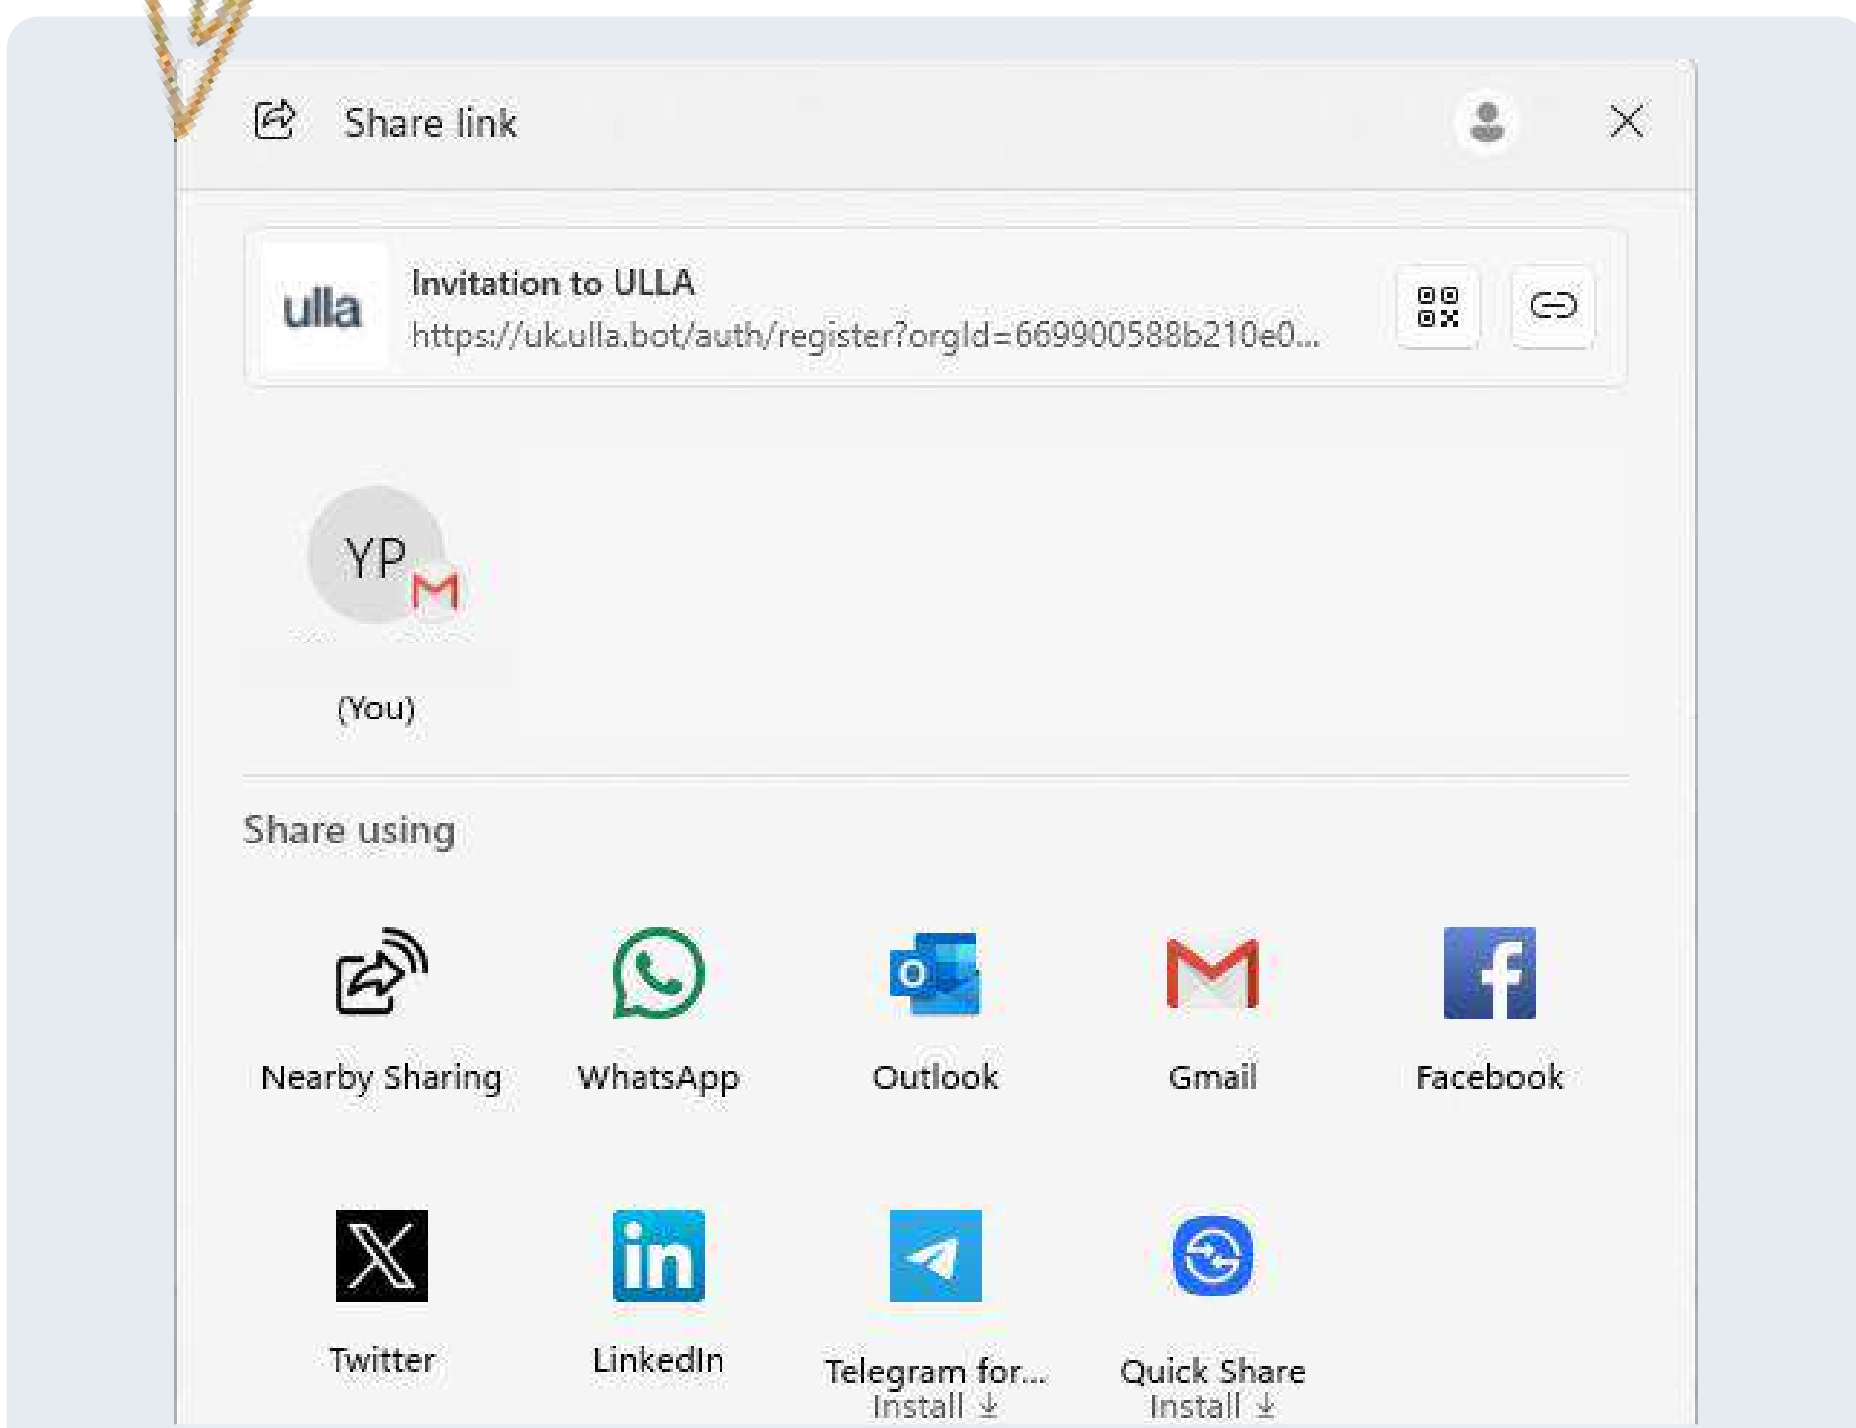 Share link
ulla
Invitation to ULLA
https://uk.ulla.bot/auth/register?orgId=669900588b210e0...
YP
(You)
Share using
Nearby Sharing
WhatsApp
Outlook
Gmail
Facebook
Twitter
LinkedIn
Telegram for...
Install
Quick Share
Install